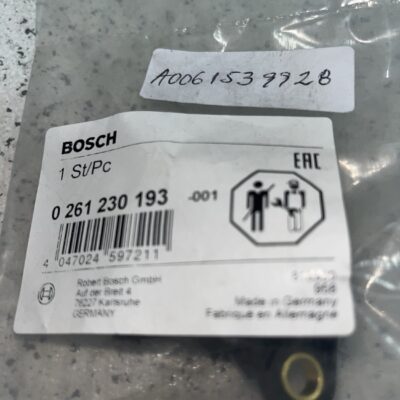 A0061539928
BOSCH
1 St/Pc
EAC
0 261 230 193 -001
4 047024 597211
Robert Bosch GmbH
Auf der Breit 4
76227 Karlsruhe
GERMANY
Made in Germany
Fabriqué en Allemagne